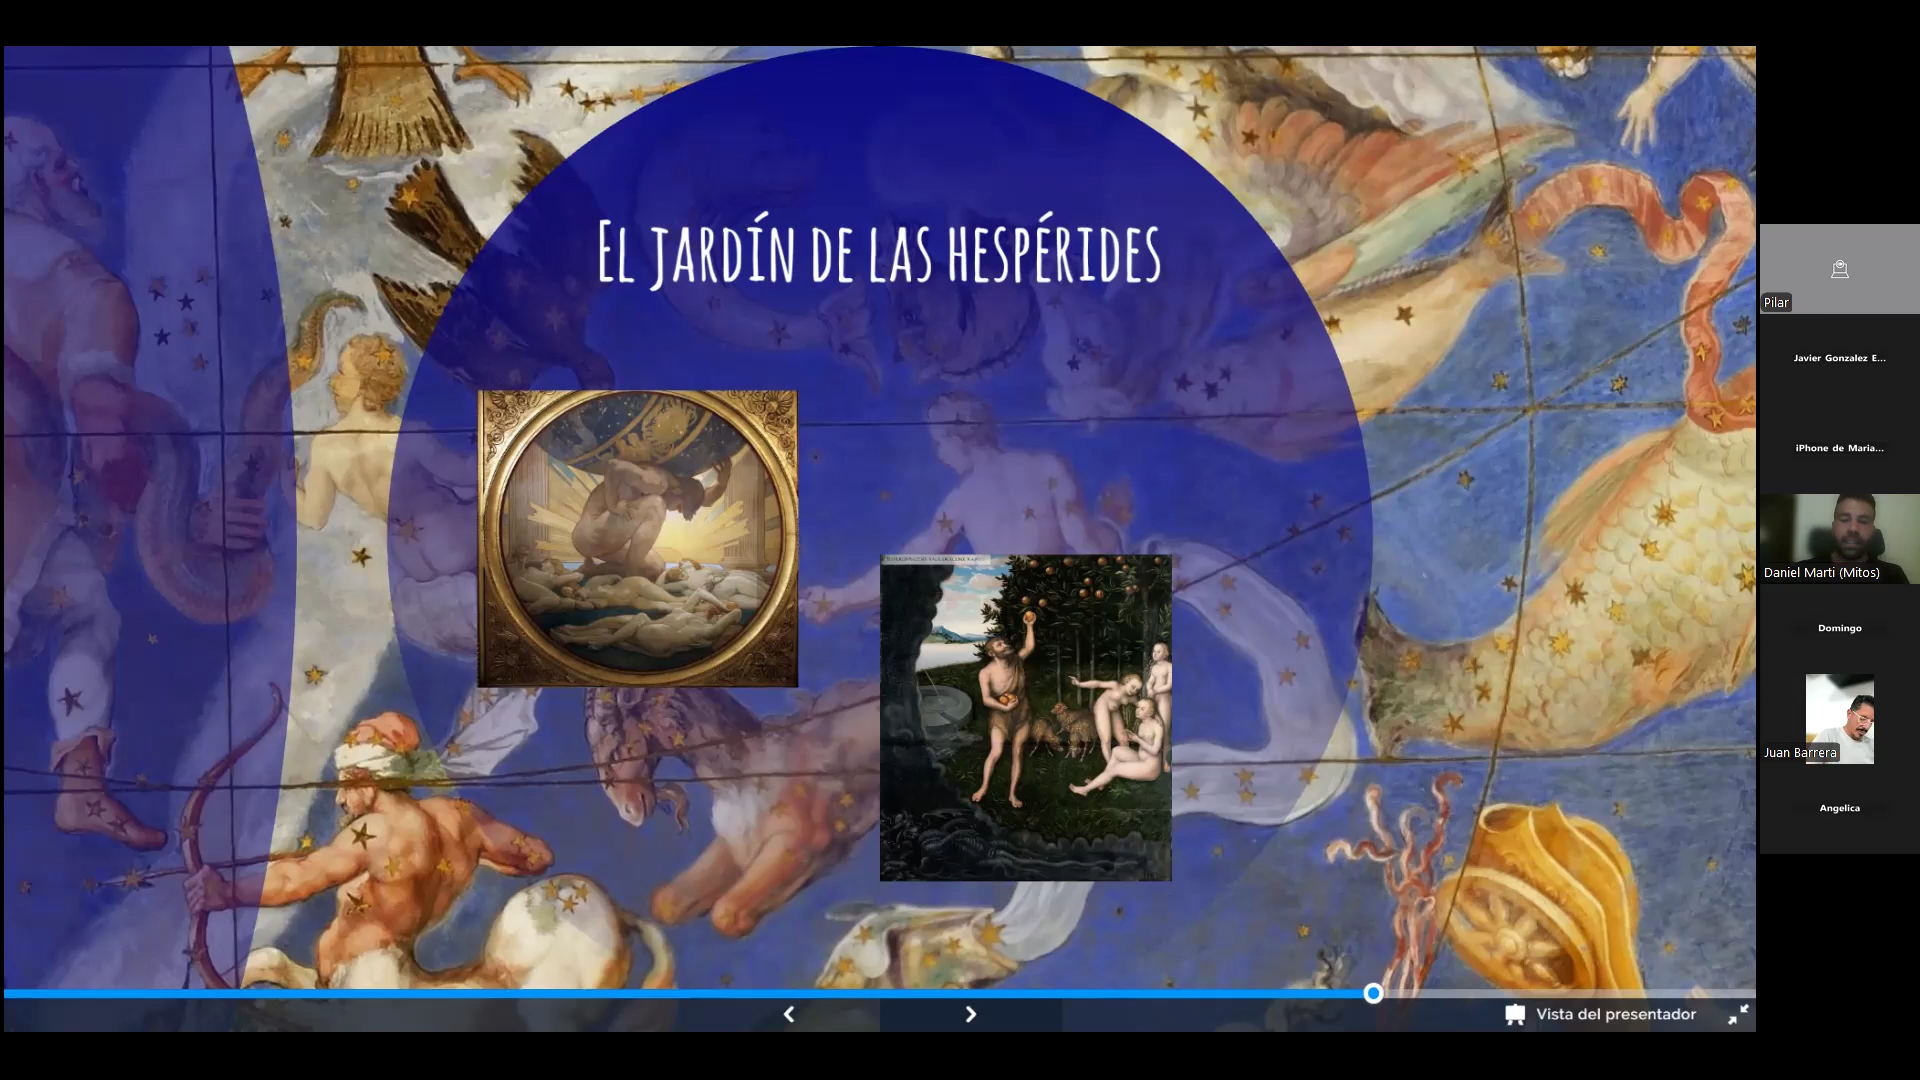 El jardín de las hespérides
Pilar
Javier Gonzalez E...
iPhone de Maria...
Daniel Marti (Mitos)
Domingo
Juan Barrera
Angelica
Vista del presentador